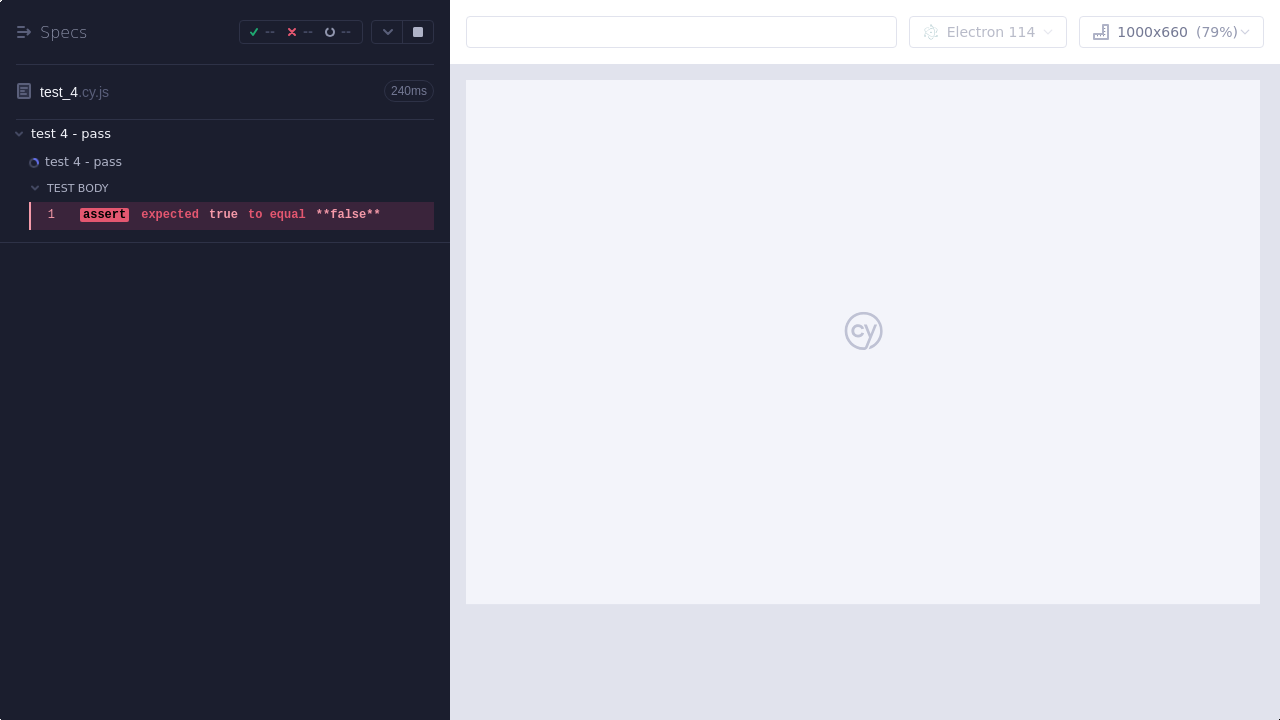 Specs
--
--
--
Electron 114
1000x660 (79%)
test_4.cy.js
240ms
test 4 - pass
test 4 - pass
TEST BODY
1 assert expected true to equal **false**
cy